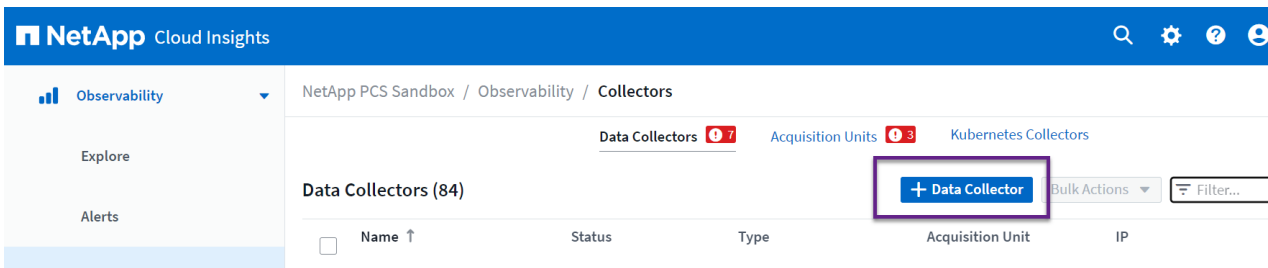 NetApp Cloud Insights
Observability
NetApp PCS Sandbox / Observability / Collectors
Data Collectors 7 Acquisition Units 3 Kubernetes Collectors
Explore
Data Collectors (84) + Data Collector Bulk Actions Filter...
Alerts
Name ↑ Status Type Acquisition Unit IP